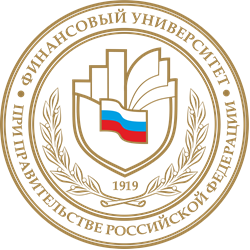 ФИНАНСОВЫЙ УНИВЕРСИТЕТ
ПРИ ПРАВИТЕЛЬСТВЕ РОССИЙСКОЙ ФЕДЕРАЦИИ
1919